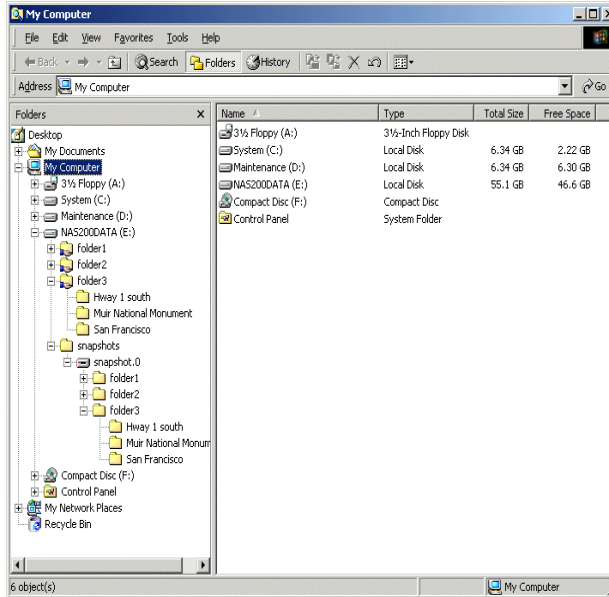 My Computer
File Edit View Favorites Tools Help
Back Search Folders History
Address My Computer Go
Folders x
Desktop
My Documents
My Computer
3½ Floppy (A:)
System (C:)
Maintenance (D:)
NAS200DATA (E:)
folder1
folder2
folder3
Hway 1 south
Muir National Monument
San Francisco
snapshots
snapshot.0
folder1
folder2
folder3
Hway 1 south
Muir National Monum
San Francisco
Compact Disc (F:)
Control Panel
My Network Places
Recycle Bin
Name Type Total Size Free Space
3½ Floppy (A:) 3½-Inch Floppy Disk
System (C:) Local Disk 6.34 GB 2.22 GB
Maintenance (D:) Local Disk 6.34 GB 6.30 GB
NAS200DATA (E:) Local Disk 55.1 GB 46.6 GB
Compact Disc (F:) Compact Disc
Control Panel System Folder
6 object(s) My Computer